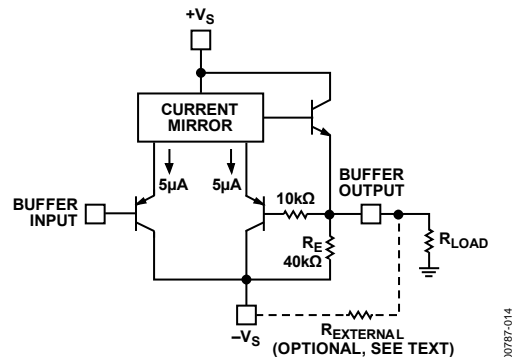 +VS
CURRENT
MIRROR
5µA
5µA
BUFFER
INPUT
10kΩ
BUFFER
OUTPUT
RE
40kΩ
RLOAD
–VS
REXTERNAL
(OPTIONAL, SEE TEXT)
00787-014